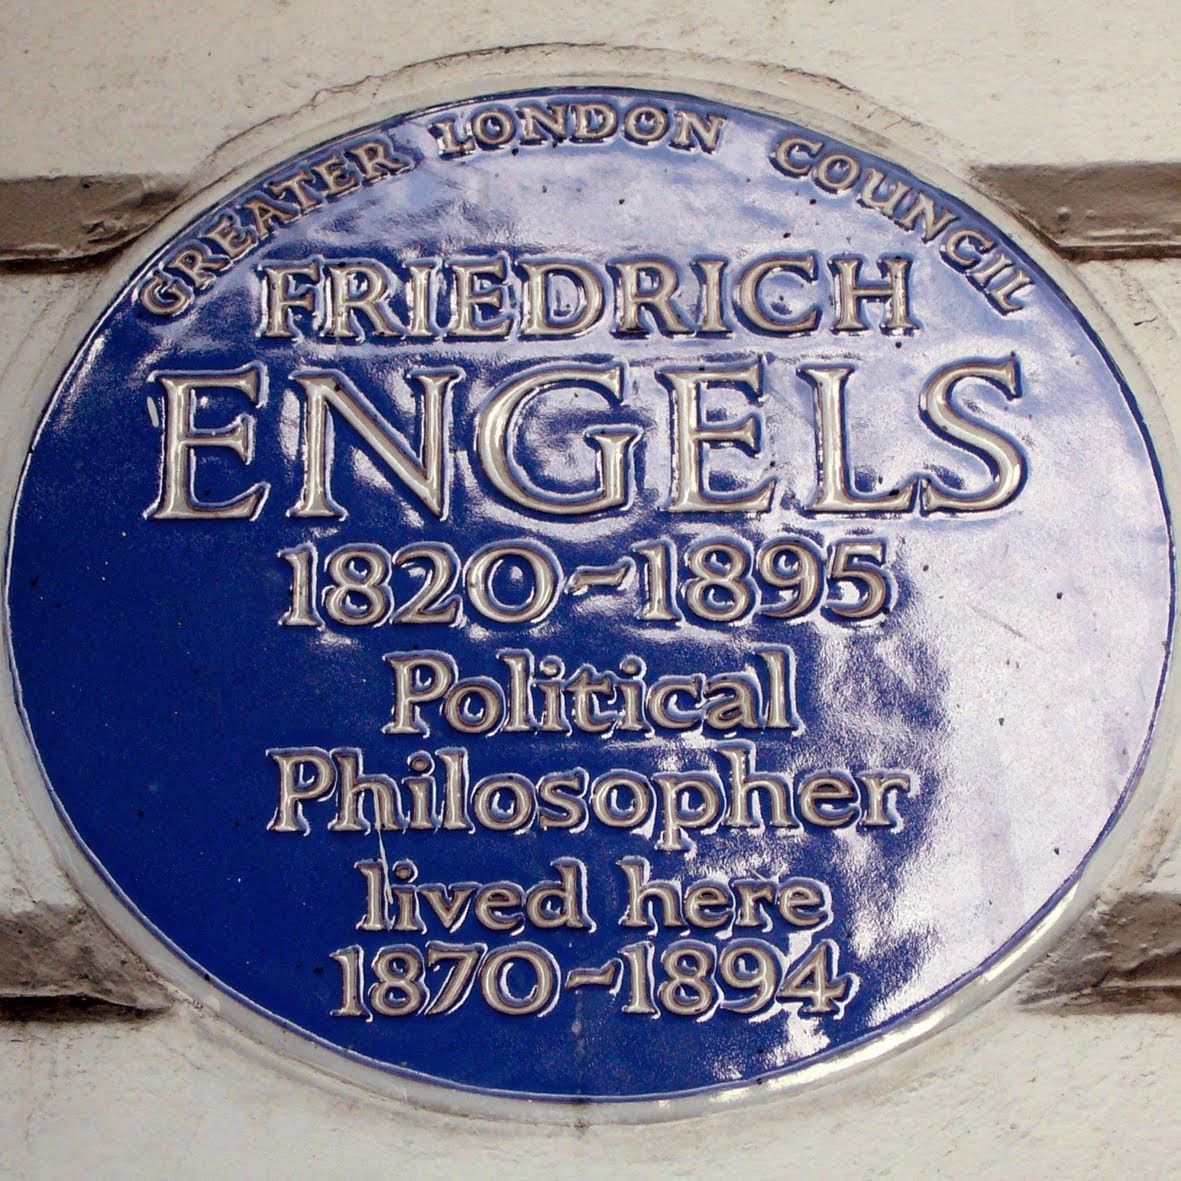 GREATER LONDON COUNCIL
FRIEDRICH
ENGELS
1820–1895
Political
Philosopher
lived here
1870–1894